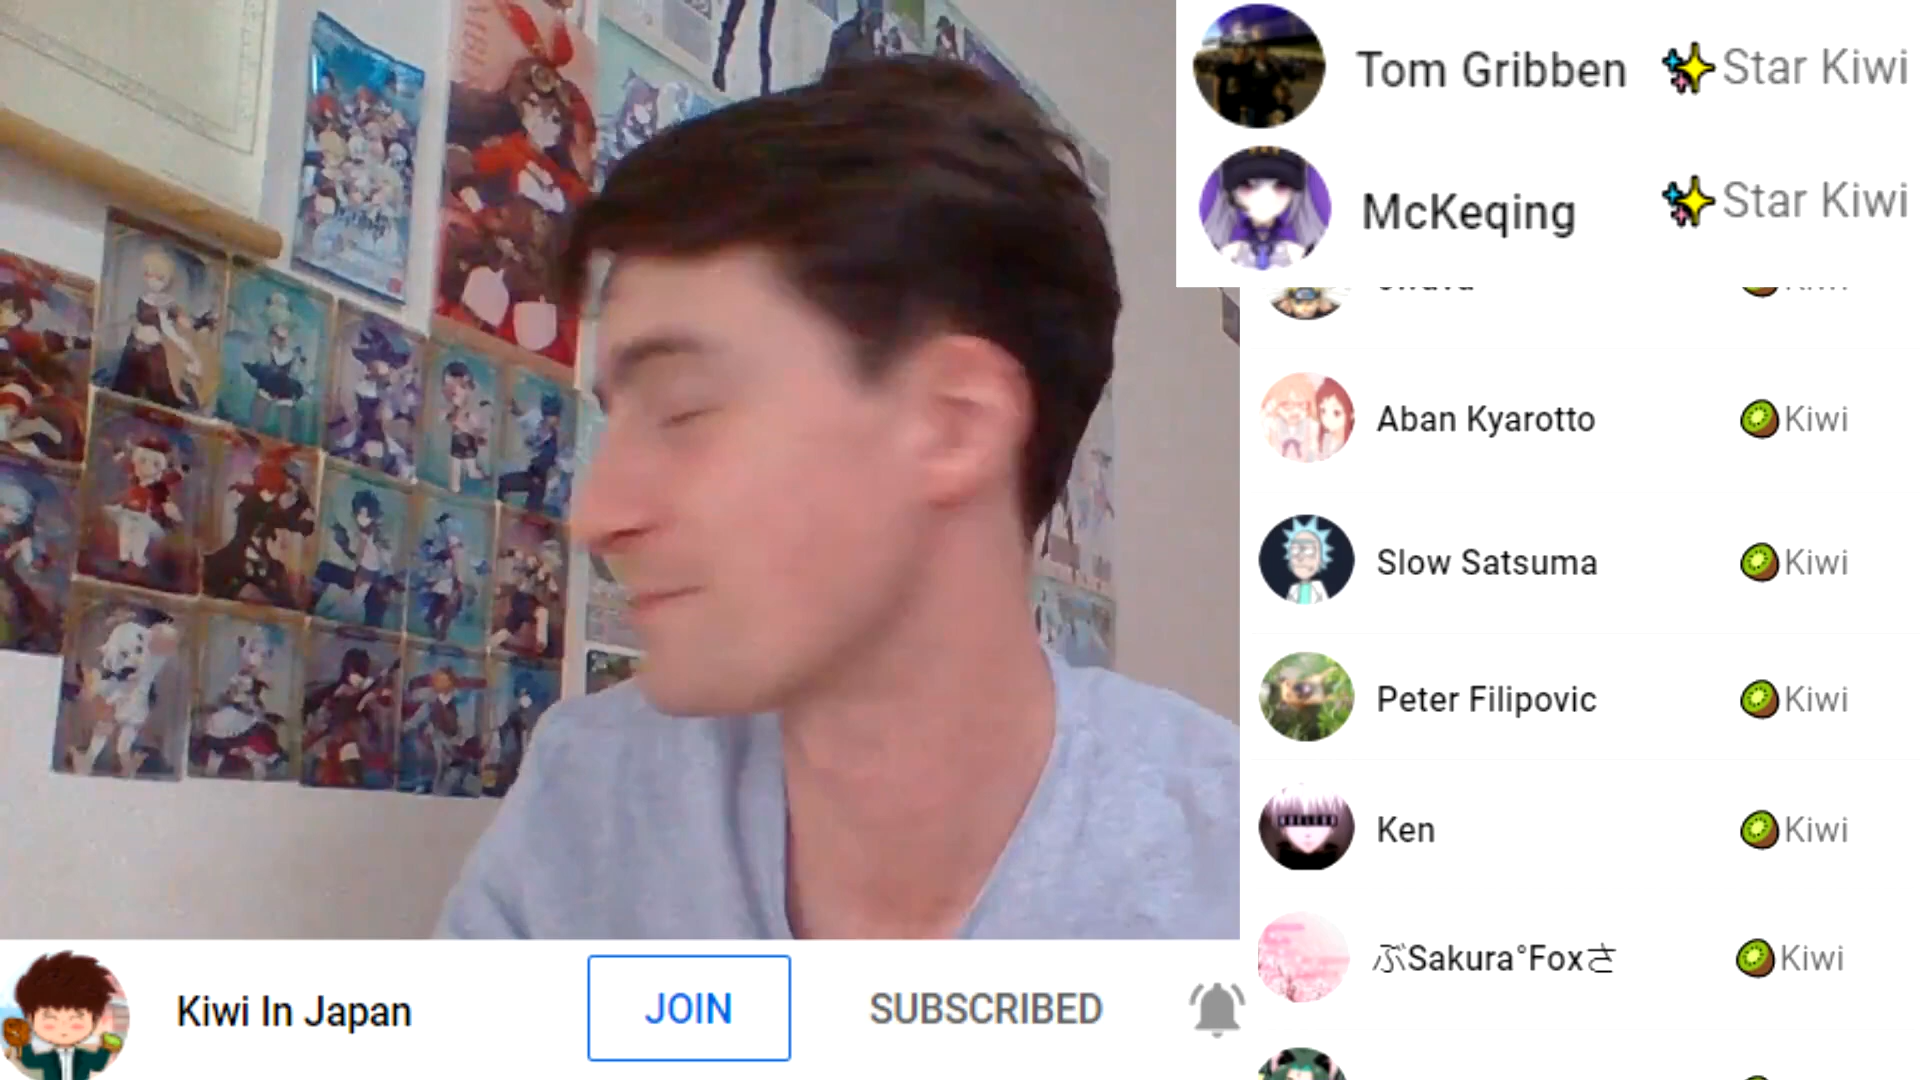 Tom Gribben ✨Star Kiwi
McKeqing ✨Star Kiwi
Aban Kyarotto 🥝Kiwi
Slow Satsuma 🥝Kiwi
Peter Filipovic 🥝Kiwi
Ken 🥝Kiwi
ぶSakura°Foxさ 🥝Kiwi
Kiwi In Japan JOIN SUBSCRIBED